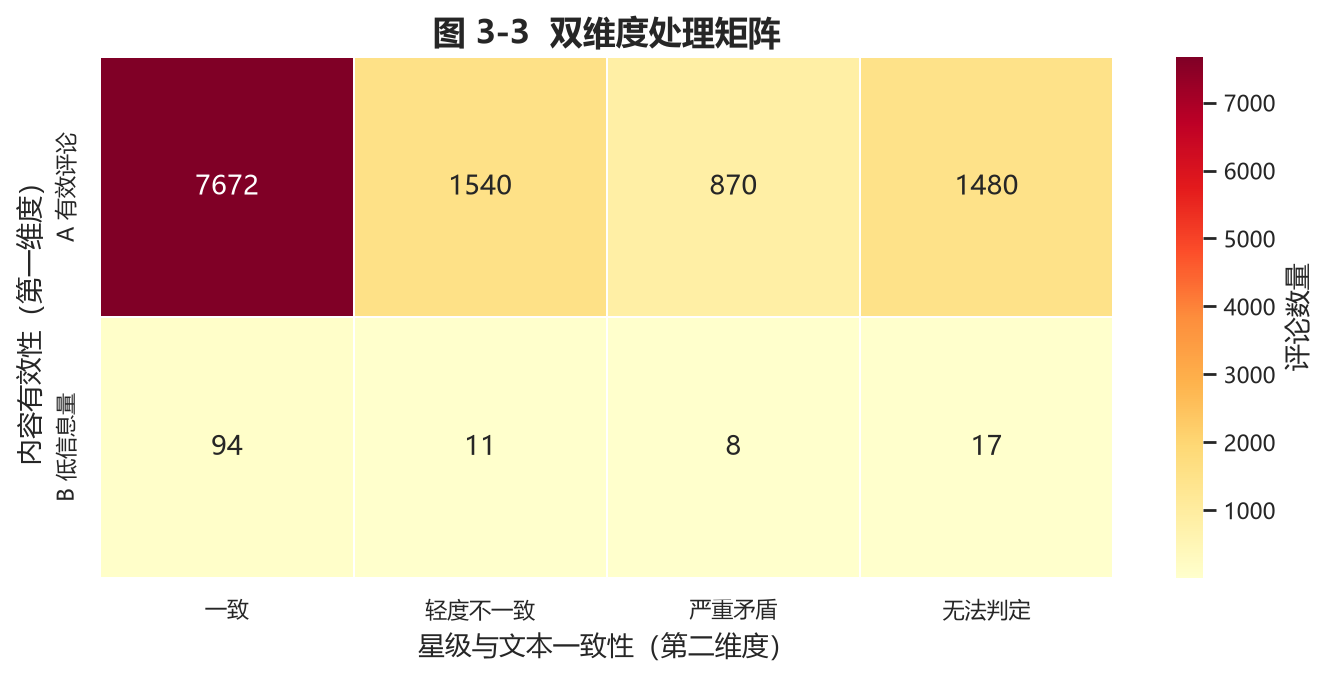 图 3-3 双维度处理矩阵
内容有效性（第一维度）
A 有效评论
7672 1540 870 1480
B 低信息量
94 11 8 17
一致 轻度不一致 严重矛盾 无法判定
星级与文本一致性（第二维度）
7000
6000
5000
4000
3000
2000
1000
评论数量